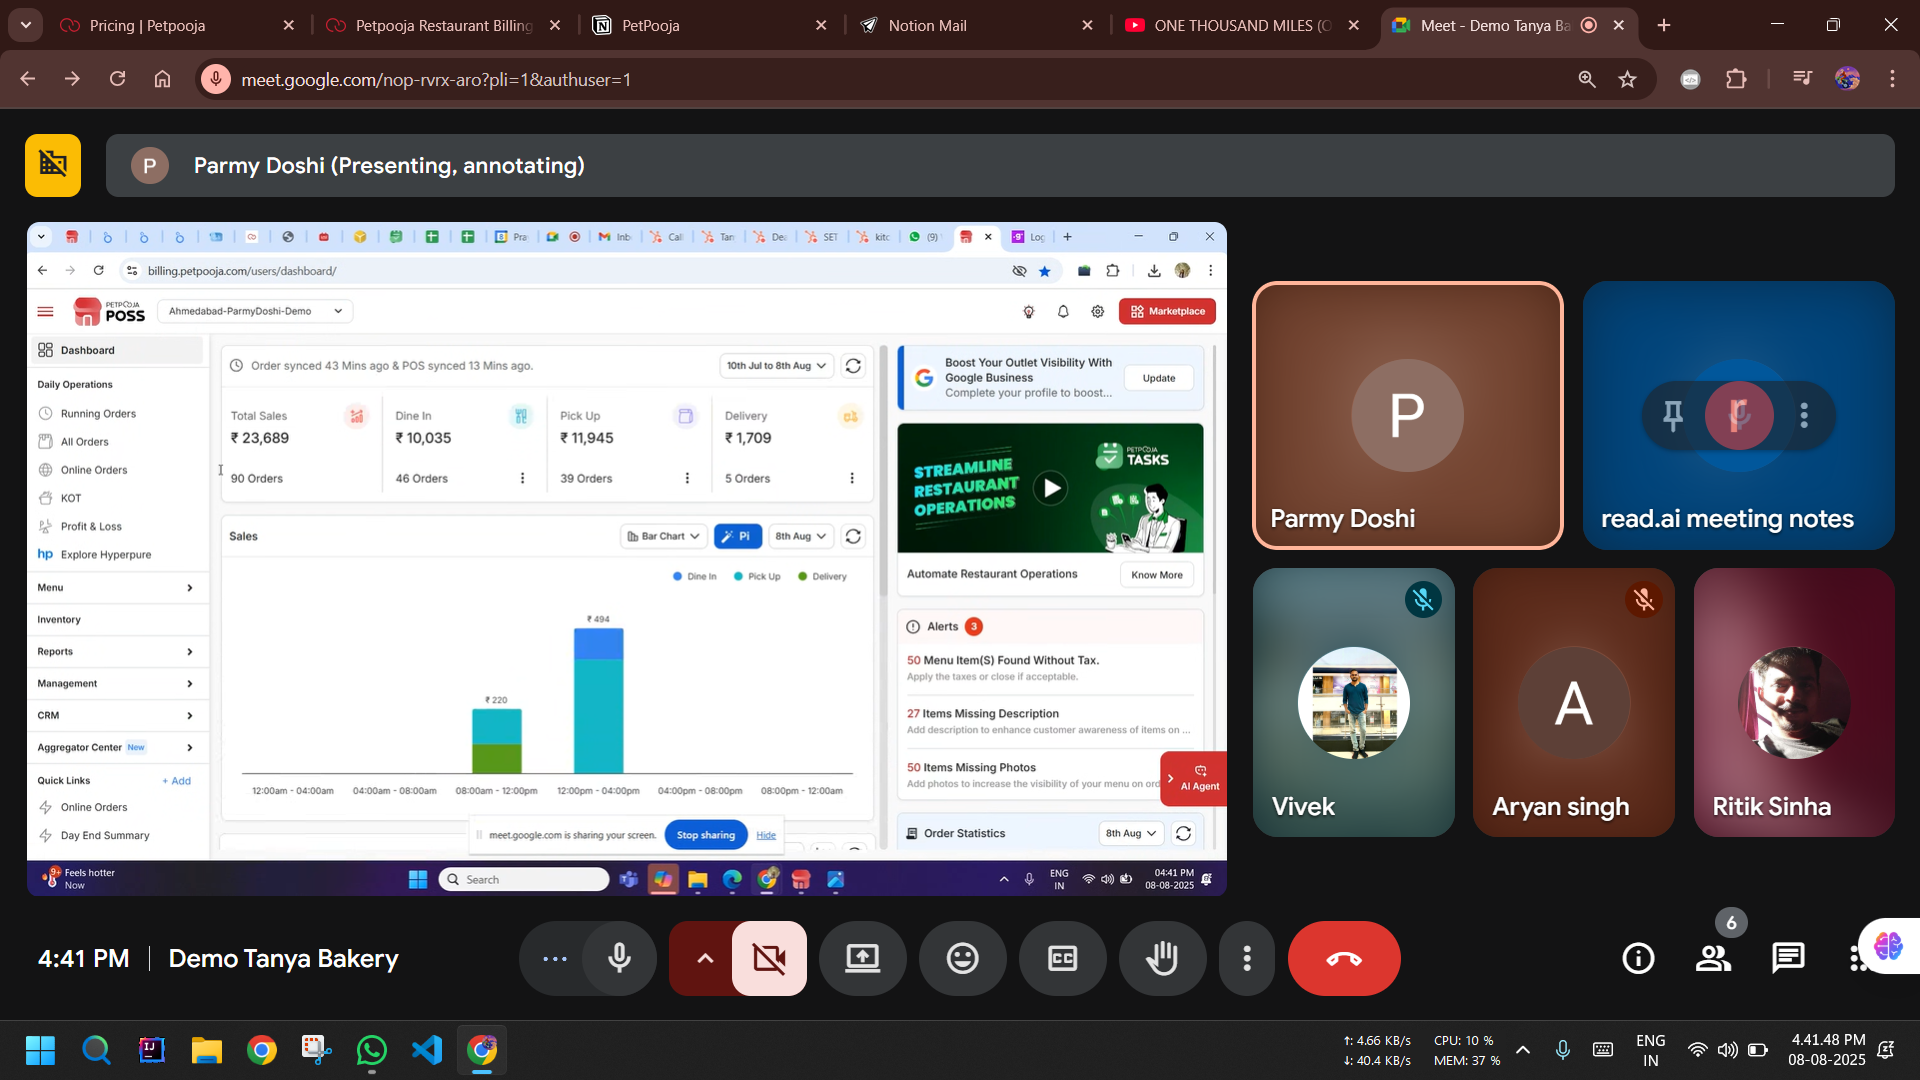 Pricing | Petpooja
Petpooja Restaurant Billing
PetPooja
Notion Mail
ONE THOUSAND MILES (O
Meet - Demo Tanya Ba
meet.google.com/nop-rvrx-aro?pli=1&authuser=1
P
Parmy Doshi (Presenting, annotating)
Pra
Inb
Call
Tan
Dea
SET
kitc
(9)
Log
billing.petpooja.com/users/dashboard/
PETPOOJA
POSS
Ahmedabad-ParmyDoshi-Demo
Marketplace
Dashboard
Daily Operations
Running Orders
All Orders
Online Orders
KOT
Profit & Loss
hp Explore Hyperpure
Menu
Inventory
Reports
Management
CRM
Aggregator Center New
Quick Links + Add
Online Orders
Day End Summary
Order synced 43 Mins ago & POS synced 13 Mins ago.
10th Jul to 8th Aug
Total Sales
₹ 23,689
90 Orders
Dine In
₹ 10,035
46 Orders
Pick Up
₹ 11,945
39 Orders
Delivery
₹ 1,709
5 Orders
Sales
Bar Chart
Pi
8th Aug
Dine In
Pick Up
Delivery
₹ 494
₹ 220
12:00am - 04:00am
04:00am - 08:00am
08:00am - 12:00pm
12:00pm - 04:00pm
04:00pm - 08:00pm
08:00pm - 12:00am
meet.google.com is sharing your screen.
Stop sharing
Hide
Boost Your Outlet Visibility With
Google Business
Complete your profile to boost...
Update
PETPOOJA
TASKS
STREAMLINE
RESTAURANT
OPERATIONS
Automate Restaurant Operations
Know More
Alerts 3
50 Menu Item(S) Found Without Tax.
Apply the taxes or close if acceptable.
27 Items Missing Description
Add description to enhance customer awareness of items on ...
50 Items Missing Photos
Add photos to increase the visibility of your menu on ord
AI Agent
Order Statistics
8th Aug
9+
Feels hotter
Now
Search
ENG
IN
04:41 PM
08-08-2025
P
Parmy Doshi
r
read.ai meeting notes
Vivek
A
Aryan singh
Ritik Sinha
4:41 PM
Demo Tanya Bakery
CC
6
IJ
↑: 4.66 KB/s
↓: 40.4 KB/s
CPU: 10 %
MEM: 37 %
ENG
IN
4.41.48 PM
08-08-2025